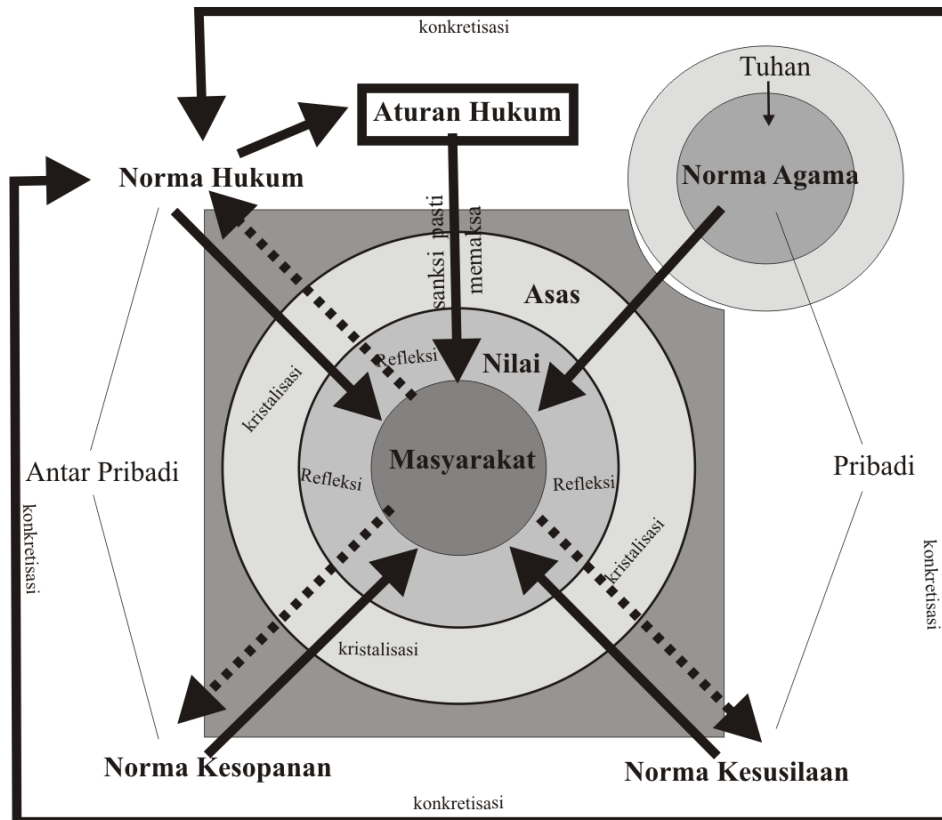 konkretisasi
Tuhan
Aturan Hukum
Norma Hukum
Norma Agama
sanksi pasti
memaksa
Asas
Refleksi
Nilai
kristalisasi
Masyarakat
Antar Pribadi
Refleksi
Refleksi
Pribadi
konkretisasi
kristalisasi
konkretisasi
kristalisasi
Norma Kesopanan
Norma Kesusilaan
konkretisasi